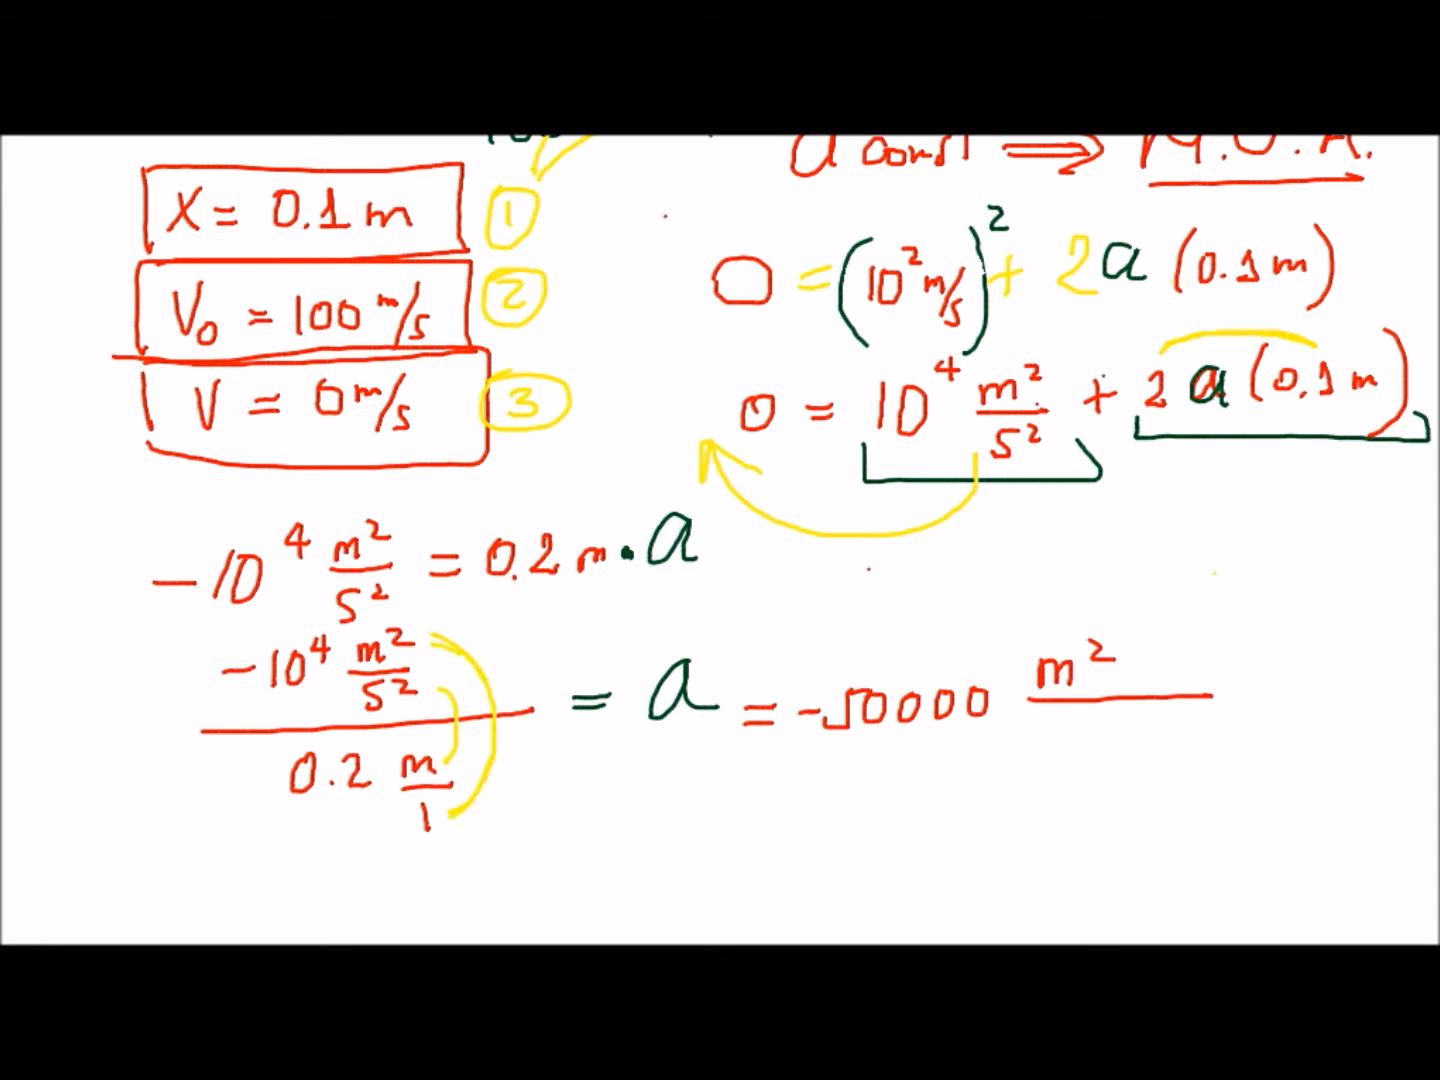 a const ⟹ M.U.A.
X = 0.1 m ①
V₀ = 100 m/s ②
V = 0 m/s ③
0 = (10² m/s)² + 2a (0.1 m)
0 = 10⁴ m²/s² + 2 a (0.1 m)
-10⁴ m²/s² = 0.2 m · a
-10⁴ m²/s² / 0.2 m/1 = a = -50000 m²